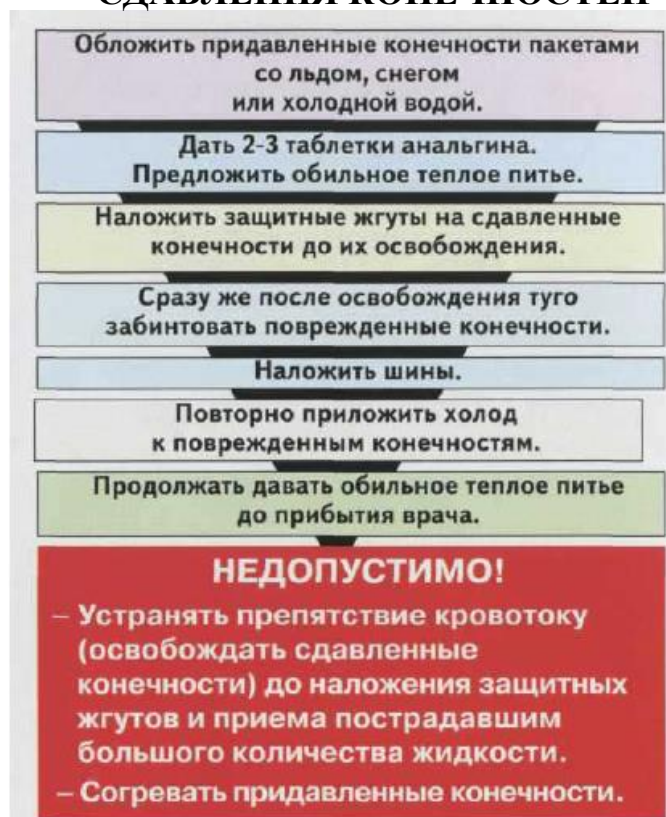 СДАВЛЕНИЯ КОНЕЧНОСТЕЙ
Обложить придавленные конечности пакетами
со льдом, снегом
или холодной водой.
Дать 2-3 таблетки анальгина.
Предложить обильное теплое питье.
Наложить защитные жгуты на сдавленные
конечности до их освобождения.
Сразу же после освобождения туго
забинтовать поврежденные конечности.
Наложить шины.
Повторно приложить холод
к поврежденным конечностям.
Продолжать давать обильное теплое питье
до прибытия врача.
НЕДОПУСТИМО!
– Устранять препятствие кровотоку
(освобождать сдавленные
конечности) до наложения защитных
жгутов и приема пострадавшим
большого количества жидкости.
– Согревать придавленные конечности.